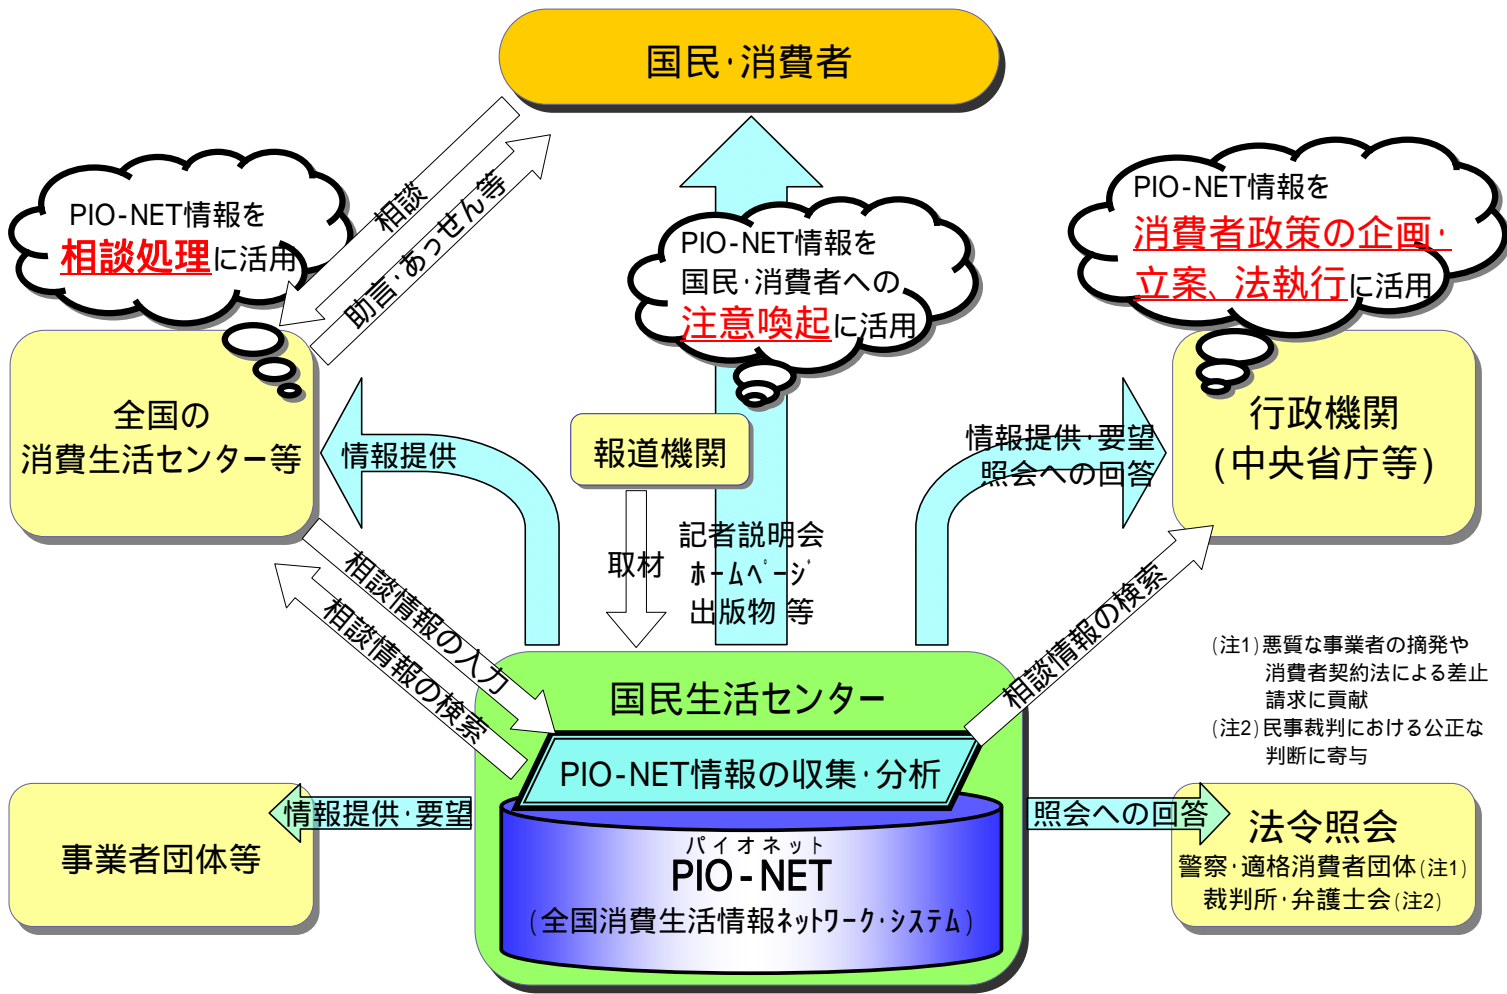 国民・消費者
相談
助言・あっせん等
PIO-NET情報を
相談処理に活用
PIO-NET情報を
国民・消費者への
注意喚起に活用
PIO-NET情報を
消費者政策の企画・
立案、法執行に活用
全国の
消費生活センター等
情報提供
報道機関
取材
記者説明会
ﾎｰﾑﾍﾟｰｼﾞ
出版物 等
情報提供・要望
照会への回答
行政機関
(中央省庁等)
相談情報の入力
相談情報の検索
相談情報の検索
(注1)悪質な事業者の摘発や
消費者契約法による差止
請求に貢献
(注2)民事裁判における公正な
判断に寄与
国民生活センター
PIO-NET情報の収集・分析
パイオネット
PIO-NET
(全国消費生活情報ﾈｯﾄﾜｰｸ・ｼｽﾃﾑ)
情報提供・要望
事業者団体等
照会への回答
法令照会
警察・適格消費者団体(注1)
裁判所・弁護士会(注2)